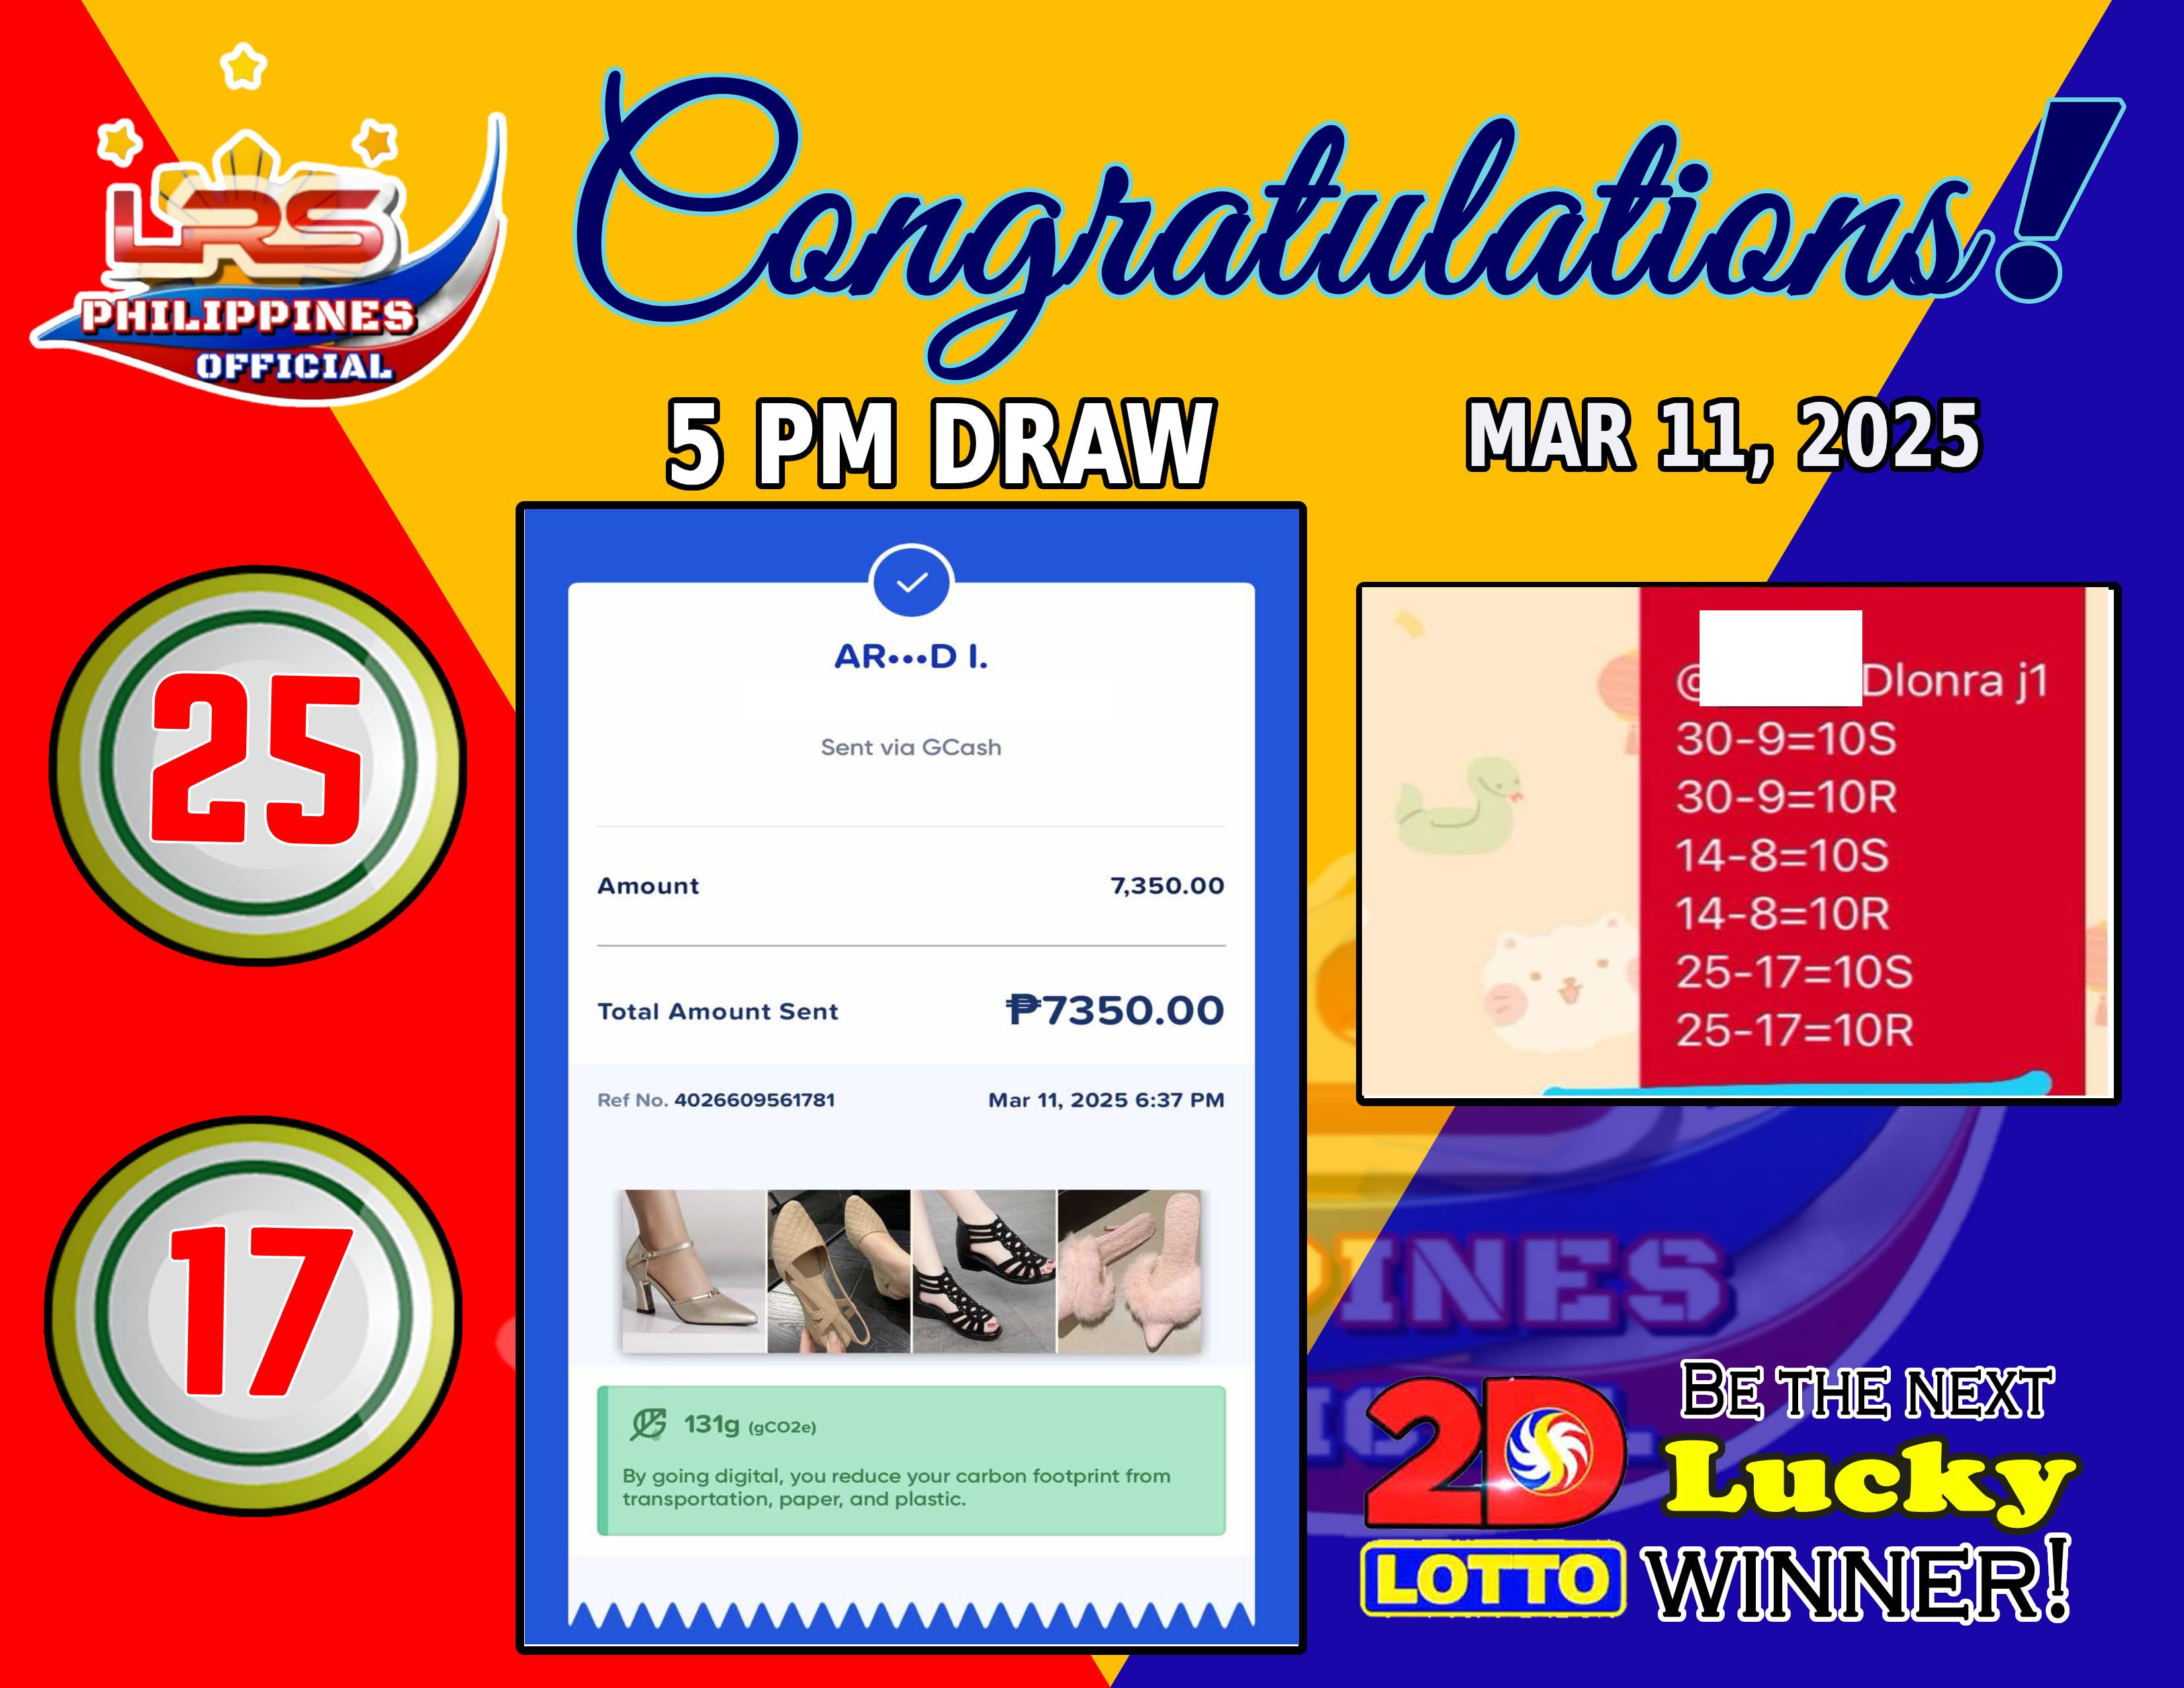 LRS
PHILIPPINES
OFFICIAL
Congratulations!
5 PM DRAW
MAR 11, 2025
25
17
AR•••D I.
Sent via GCash
Amount 7,350.00
Total Amount Sent ₱7350.00
Ref No. 4026609561781 Mar 11, 2025 6:37 PM
131g (gCO2e)
By going digital, you reduce your carbon footprint from
transportation, paper, and plastic.
@ Dlonra j1
30-9=10S
30-9=10R
14-8=10S
14-8=10R
25-17=10S
25-17=10R
PINES
2D
LOTTO
BE THE NEXT
Lucky
WINNER!